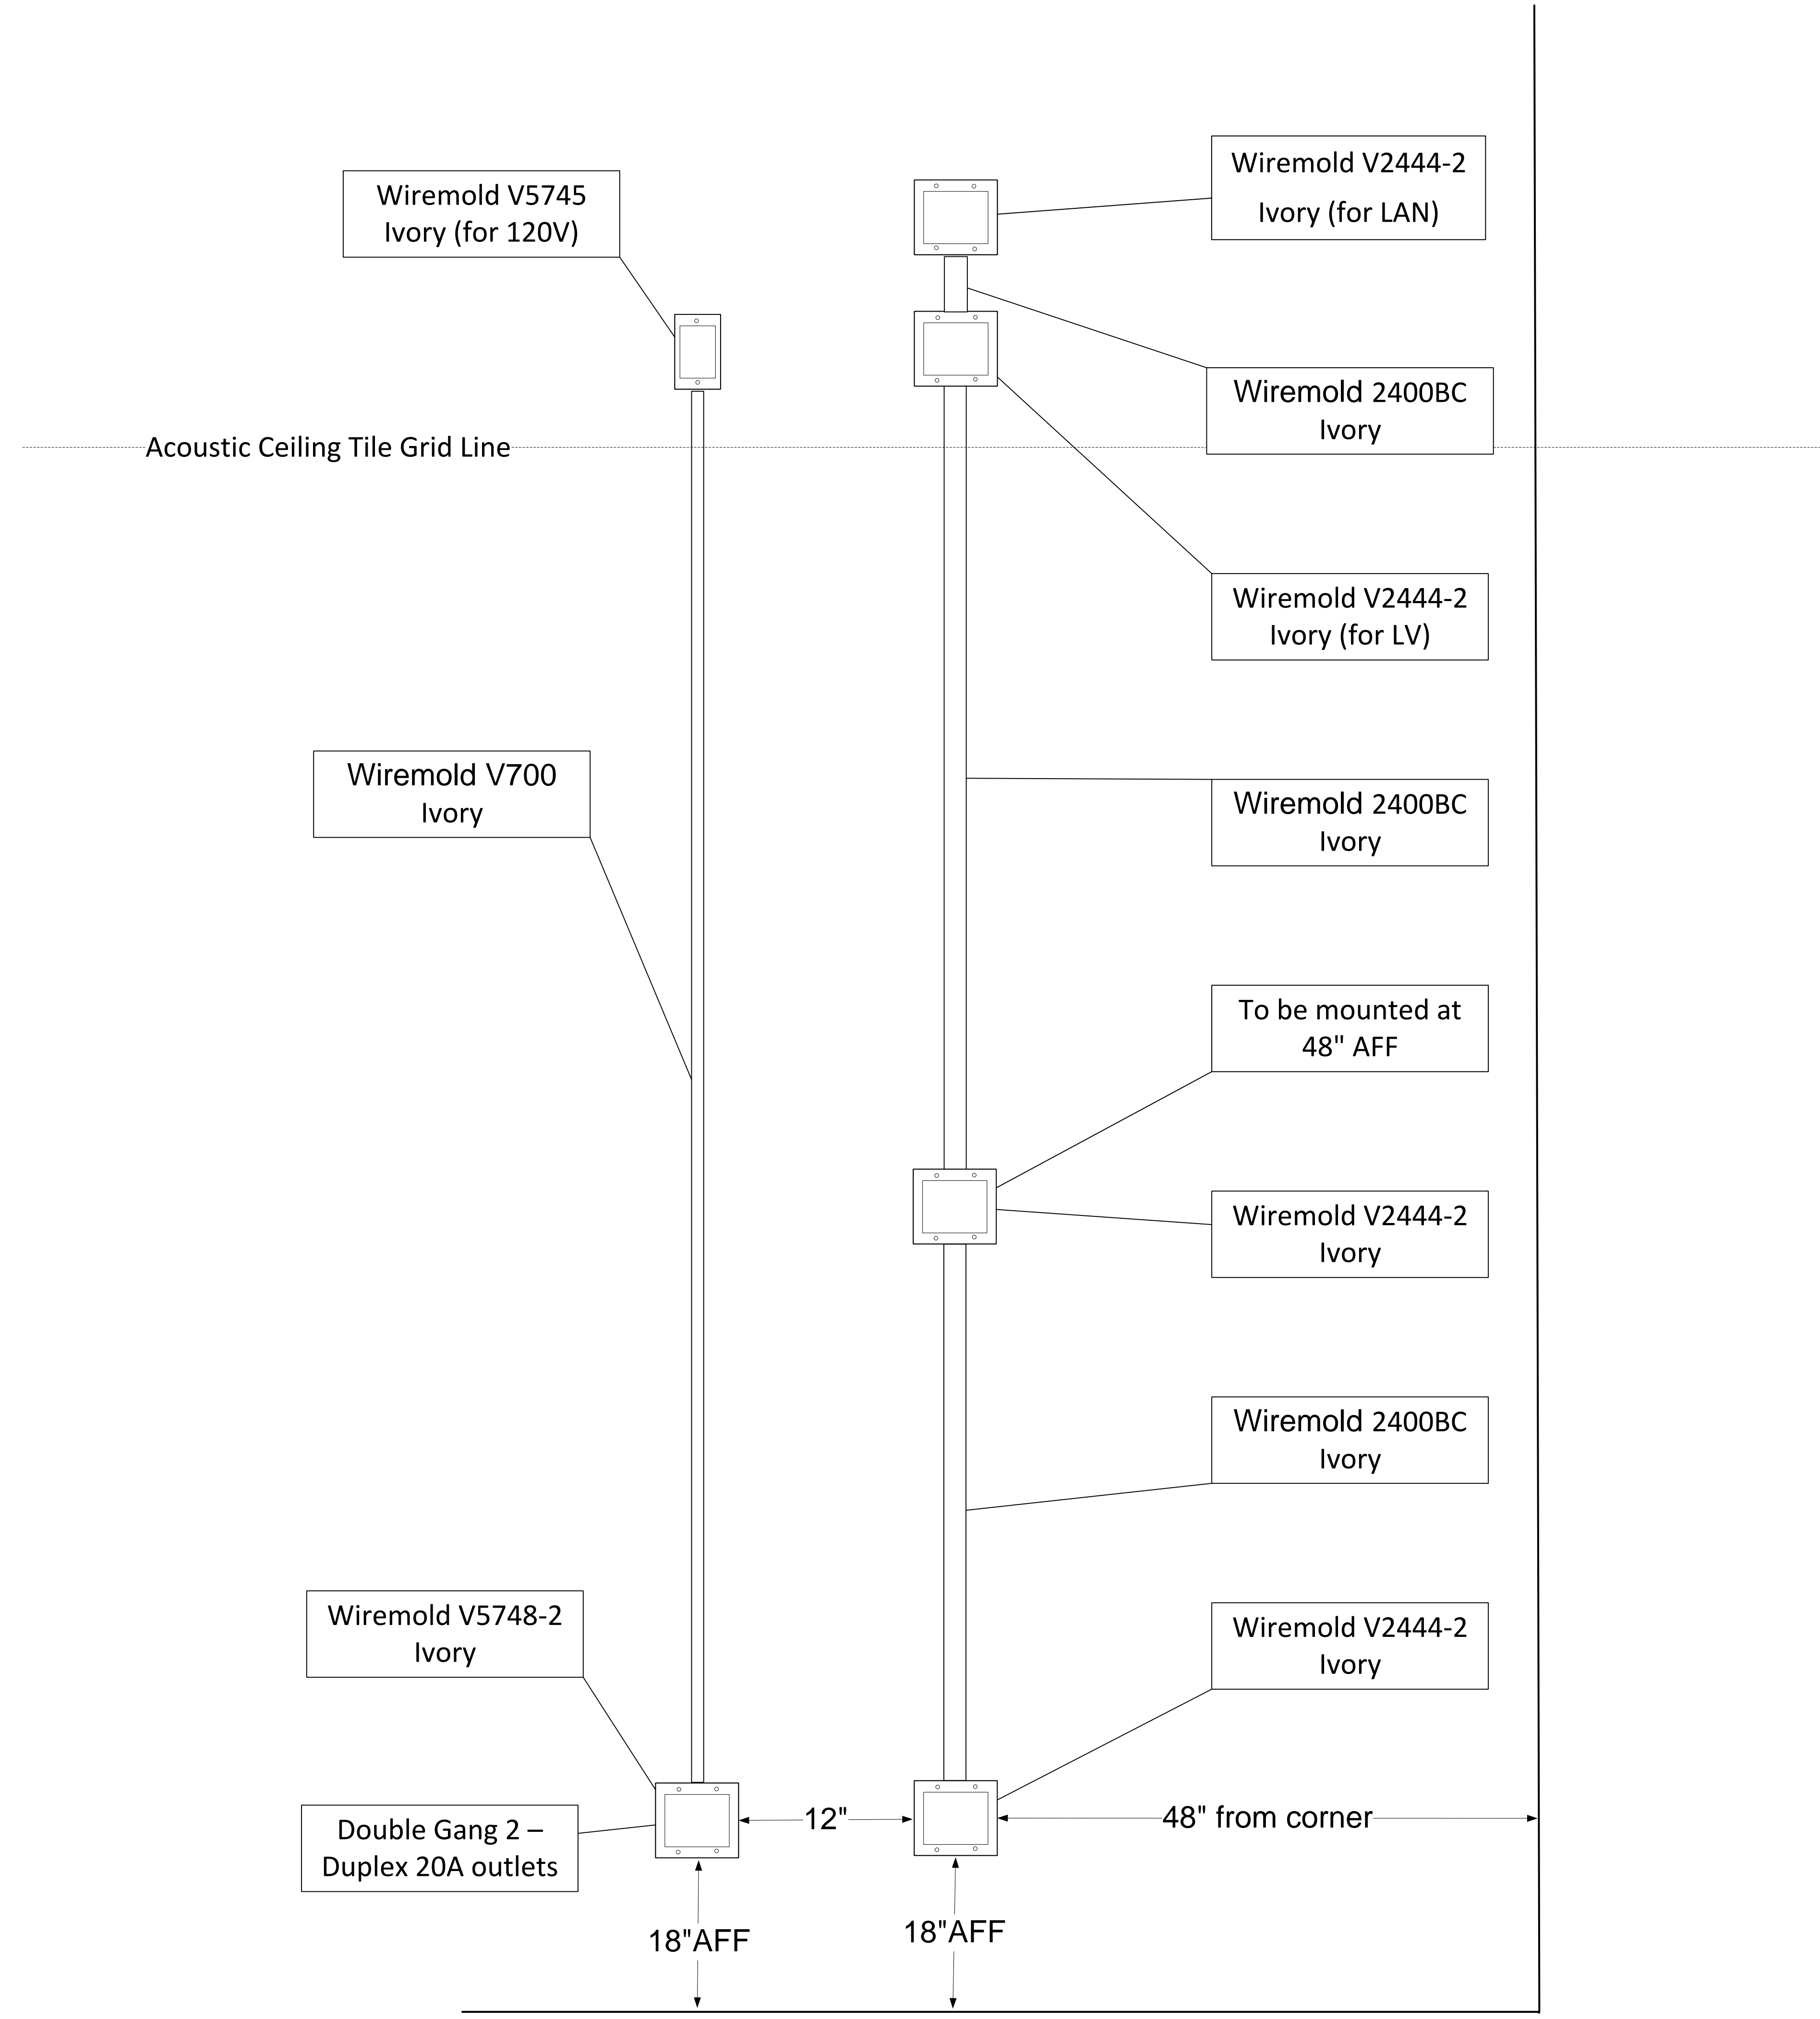 Wiremold V2444-2
Ivory (for LAN)
Wiremold V5745
Ivory (for 120V)
Wiremold 2400BC
Ivory
Acoustic Ceiling Tile Grid Line
Wiremold V2444-2
Ivory (for LV)
Wiremold V700
Ivory
Wiremold 2400BC
Ivory
To be mounted at
48" AFF
Wiremold V2444-2
Ivory
Wiremold 2400BC
Ivory
Wiremold V5748-2
Ivory
Wiremold V2444-2
Ivory
Double Gang 2 –
Duplex 20A outlets
12"
48" from corner
18"AFF
18"AFF